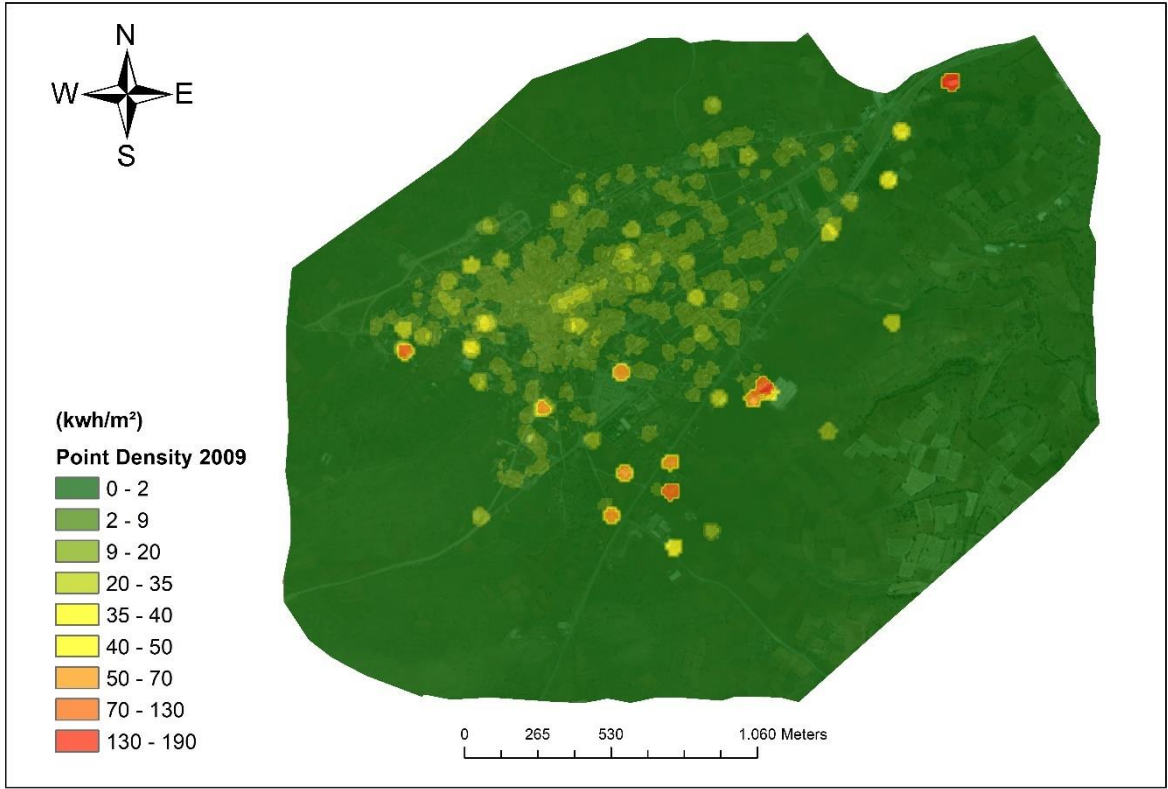 N
W E
S
(kwh/m²)
Point Density 2009
0 - 2
2 - 9
9 - 20
20 - 35
35 - 40
40 - 50
50 - 70
70 - 130
130 - 190
0 265 530 1.060 Meters